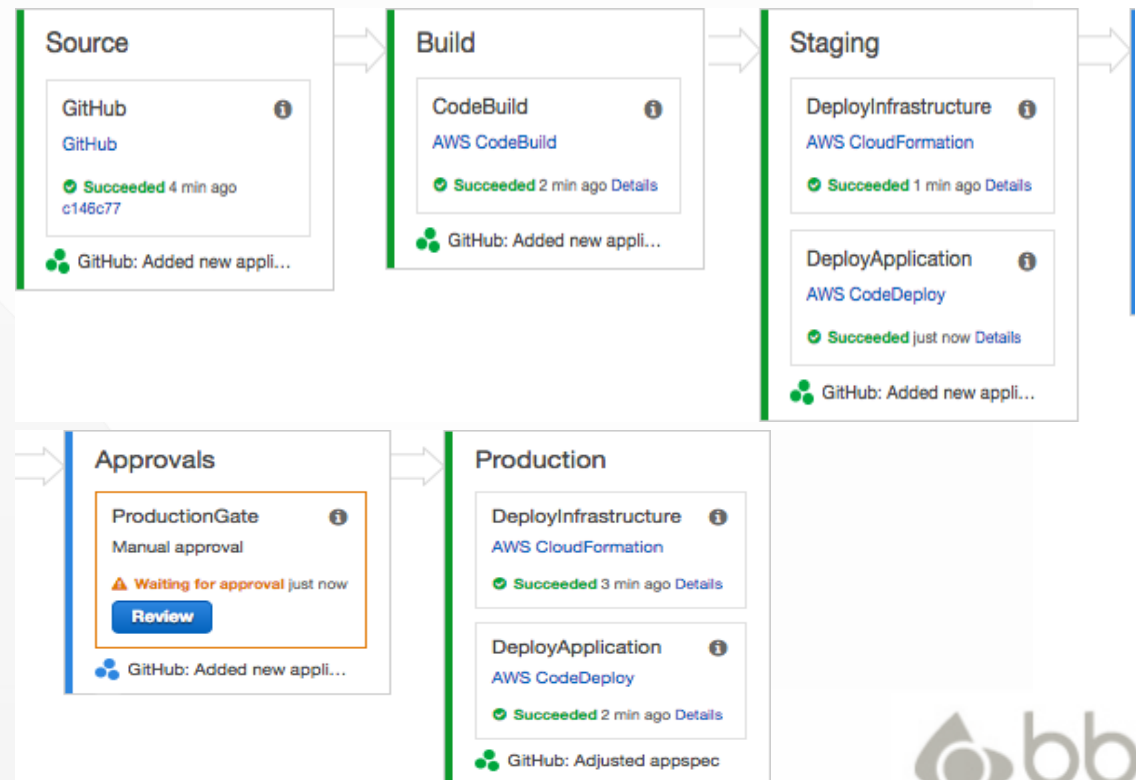 Source
GitHub
GitHub
Succeeded 4 min ago
c146c77
GitHub: Added new appli...
Build
CodeBuild
AWS CodeBuild
Succeeded 2 min ago Details
GitHub: Added new appli...
Staging
DeployInfrastructure
AWS CloudFormation
Succeeded 1 min ago Details
DeployApplication
AWS CodeDeploy
Succeeded just now Details
GitHub: Added new appli...
Approvals
ProductionGate
Manual approval
Waiting for approval just now
Review
GitHub: Added new appli...
Production
DeployInfrastructure
AWS CloudFormation
Succeeded 3 min ago Details
DeployApplication
AWS CodeDeploy
Succeeded 2 min ago Details
GitHub: Adjusted appspec
bb